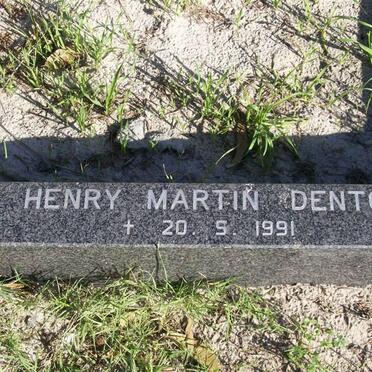 HENRY MARTIN DENTO
+ 20. 5. 1991